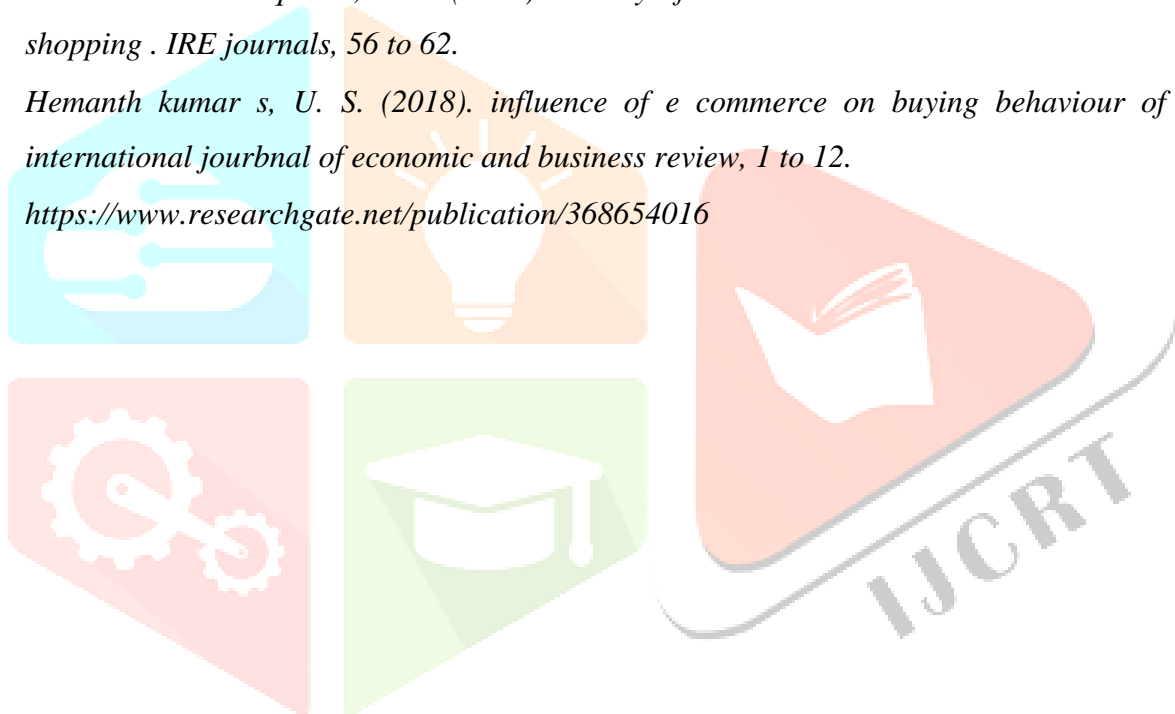 shopping . IRE journals, 56 to 62.
Hemanth kumar s, U. S. (2018). influence of e commerce on buying behaviour of
international jourbnal of economic and business review, 1 to 12.
https://www.researchgate.net/publication/368654016
IJCRT